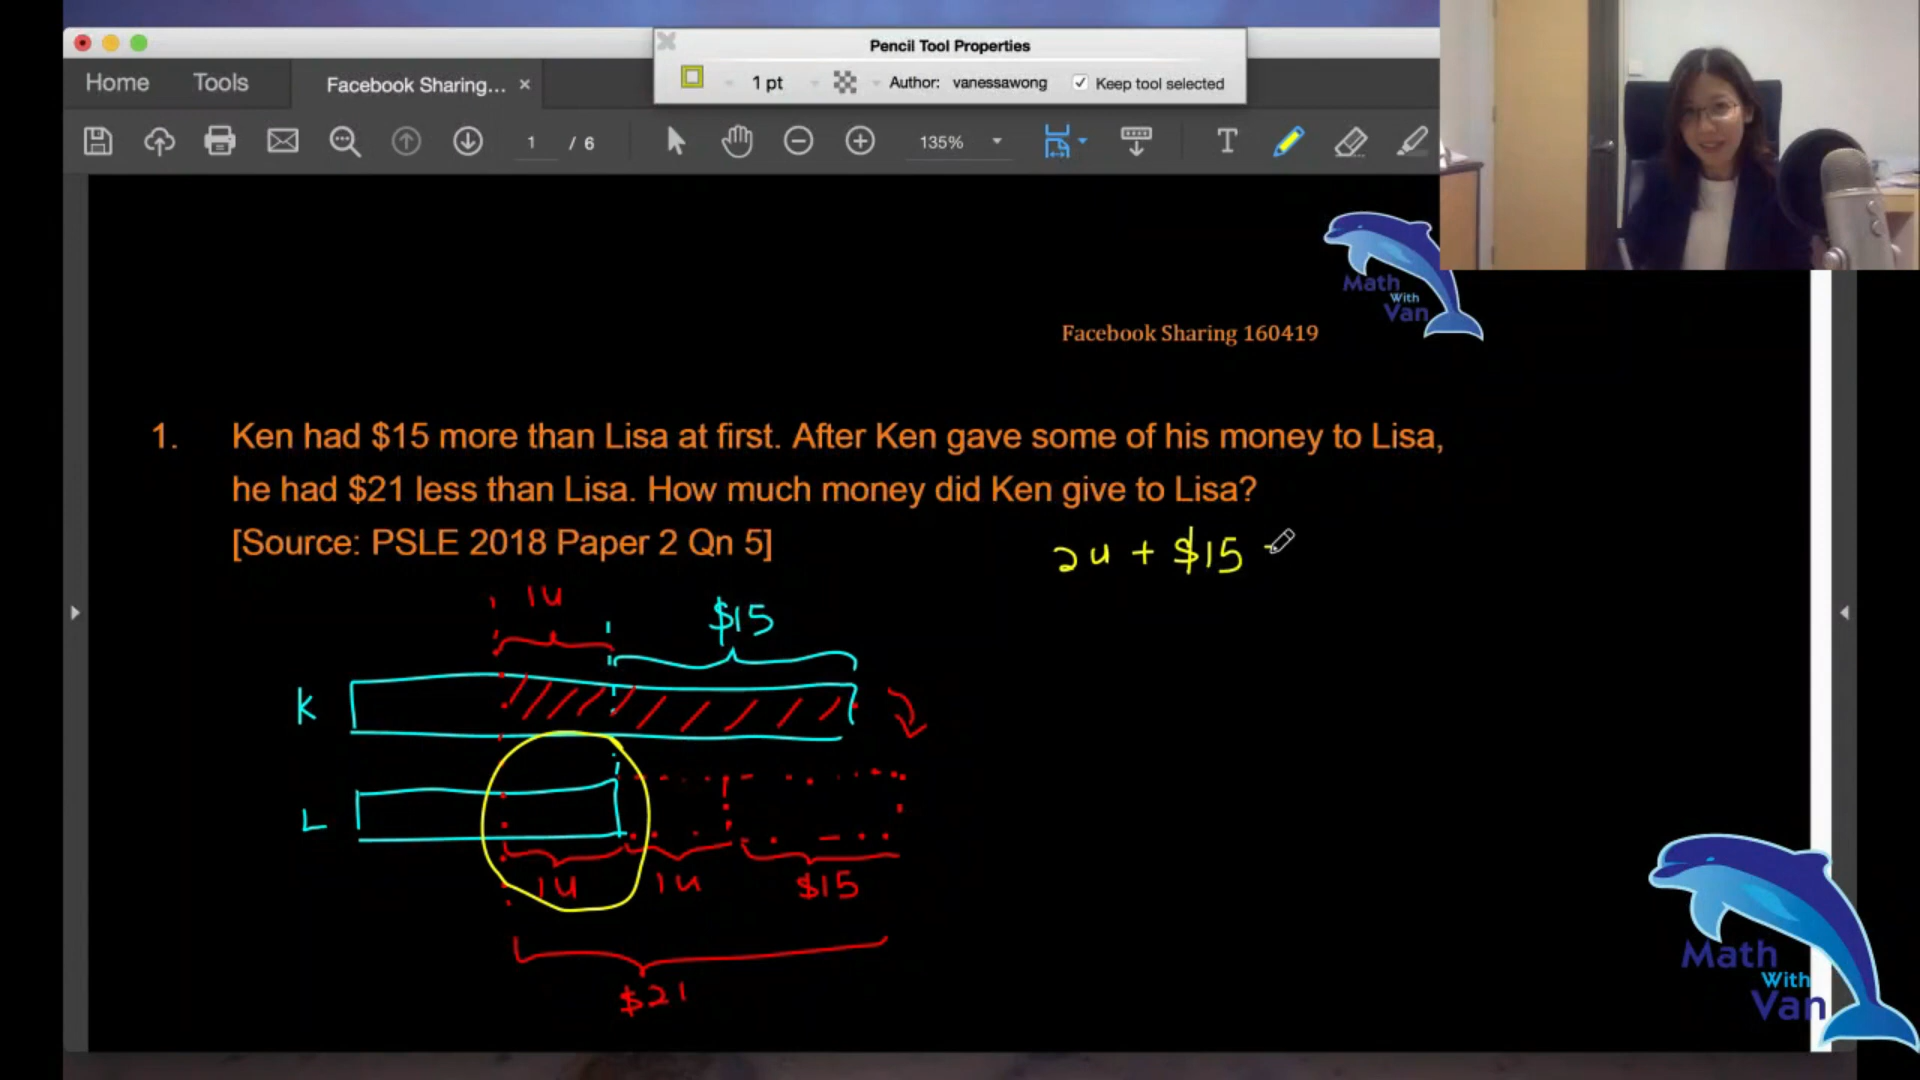 Pencil Tool Properties
1 pt Author: vanessawong Keep tool selected
Home Tools Facebook Sharing...
1 / 6 135%
Math
With
Van
Facebook Sharing 160419
1. Ken had $15 more than Lisa at first. After Ken gave some of his money to Lisa,
he had $21 less than Lisa. How much money did Ken give to Lisa?
[Source: PSLE 2018 Paper 2 Qn 5]
2u + $15
1u $15
K
L
1u 1u $15
$21
Math
With
Van